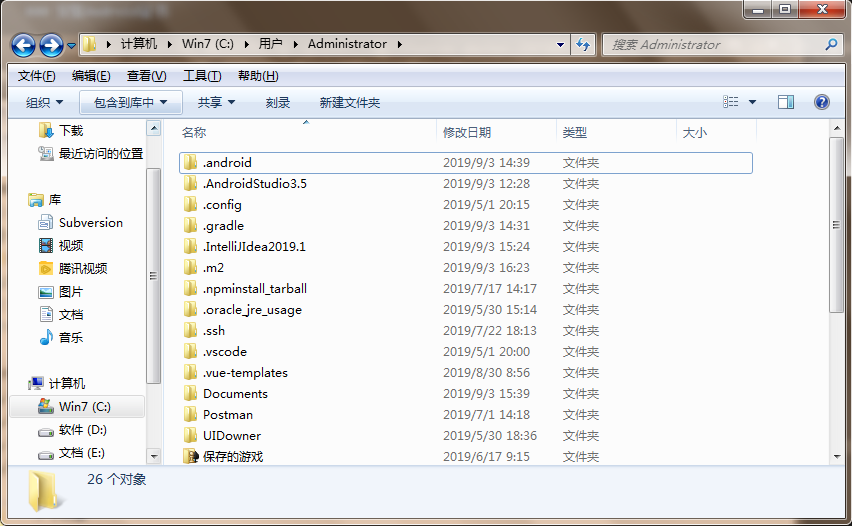 计算机 Win7 (C:) 用户 Administrator
搜索 Administrator
文件(F) 编辑(E) 查看(V) 工具(T) 帮助(H)
组织 包含到库中 共享 刻录 新建文件夹
下载
最近访问的位置
库
Subversion
视频
腾讯视频
图片
文档
音乐
计算机
Win7 (C:)
软件 (D:)
文档 (E:)
名称 修改日期 类型 大小
.android 2019/9/3 14:39 文件夹
.AndroidStudio3.5 2019/9/3 12:28 文件夹
.config 2019/5/1 20:15 文件夹
.gradle 2019/9/3 14:31 文件夹
.IntelliJIdea2019.1 2019/9/3 15:24 文件夹
.m2 2019/9/3 16:23 文件夹
.npminstall_tarball 2019/7/17 14:17 文件夹
.oracle_jre_usage 2019/5/30 15:14 文件夹
.ssh 2019/7/22 18:13 文件夹
.vscode 2019/5/1 20:00 文件夹
.vue-templates 2019/8/30 8:56 文件夹
Documents 2019/9/3 15:39 文件夹
Postman 2019/7/1 14:18 文件夹
UIDowner 2019/5/30 18:36 文件夹
保存的游戏 2019/6/17 9:15 文件夹
26 个对象